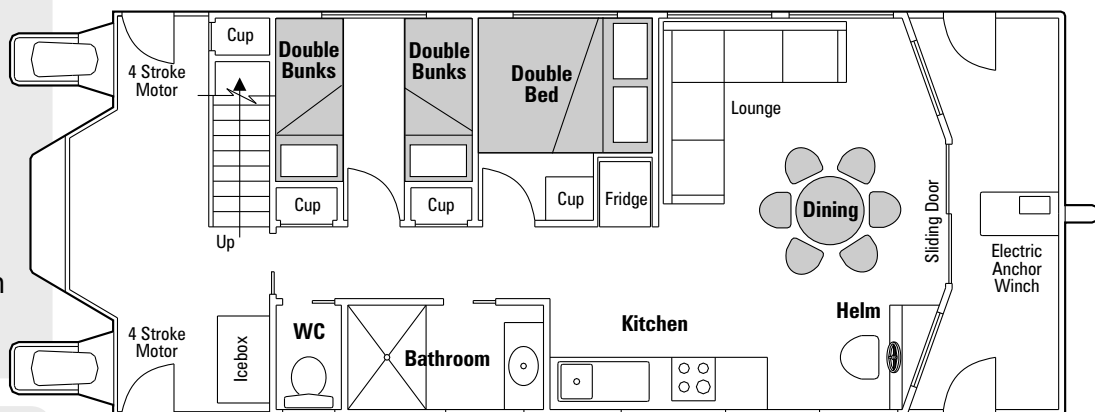 4 Stroke
Motor
Cup
Double
Bunks
Double
Bunks
Double
Bed
Lounge
Cup
Cup
Cup
Fridge
Dining
Sliding Door
Up
Electric
Anchor
Winch
n
4 Stroke
Motor
Icebox
WC
Bathroom
Kitchen
Helm